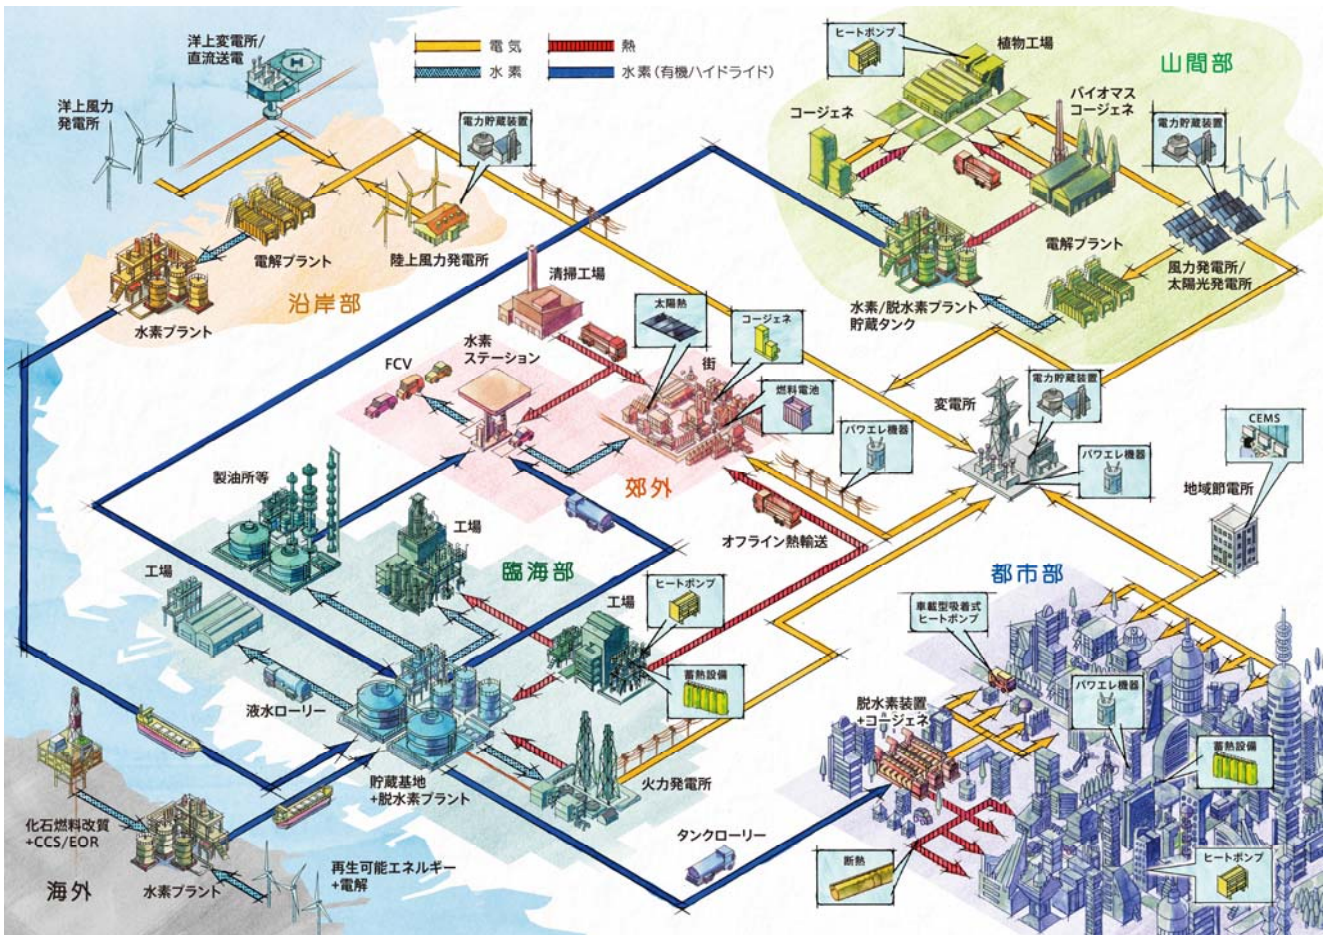 洋上変電所/
直流送電
電気
熱
水素
水素(有機ハイドライド)
ヒートポンプ
植物工場
山間部
洋上風力
発電所
電力貯蔵装置
コージェネ
バイオマス
コージェネ
電力貯蔵装置
電解プラント
陸上風力発電所
沿岸部
水素プラント
清掃工場
太陽熱
コージェネ
電解プラント
風力発電所/
太陽光発電所
水素/脱水素プラント
貯蔵タンク
水素
ステーション
FCV
街
燃料電池
変電所
電力貯蔵装置
パワエレ機器
パワエレ機器
CEMS
地域節電所
郊外
製油所等
工場
オフライン熱輸送
臨海部
工場
工場
ヒートポンプ
都市部
車載型吸着式
ヒートポンプ
蓄熱設備
パワエレ機器
液水ローリー
脱水素装置
+コージェネ
蓄熱設備
貯蔵基地
+脱水素プラント
火力発電所
化石燃料改質
+CCS/EOR
タンクローリー
断熱
ヒートポンプ
海外
水素プラント
再生可能エネルギー
+電解